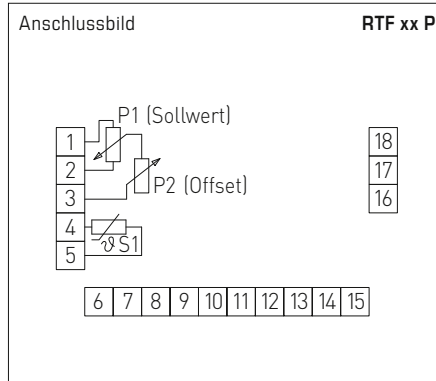 Anschlussbild RTF xx P
P1 (Sollwert)
1
2
3
4
5
P2 (Offset)
ϑ S1
18
17
16
6 7 8 9 10 11 12 13 14 15